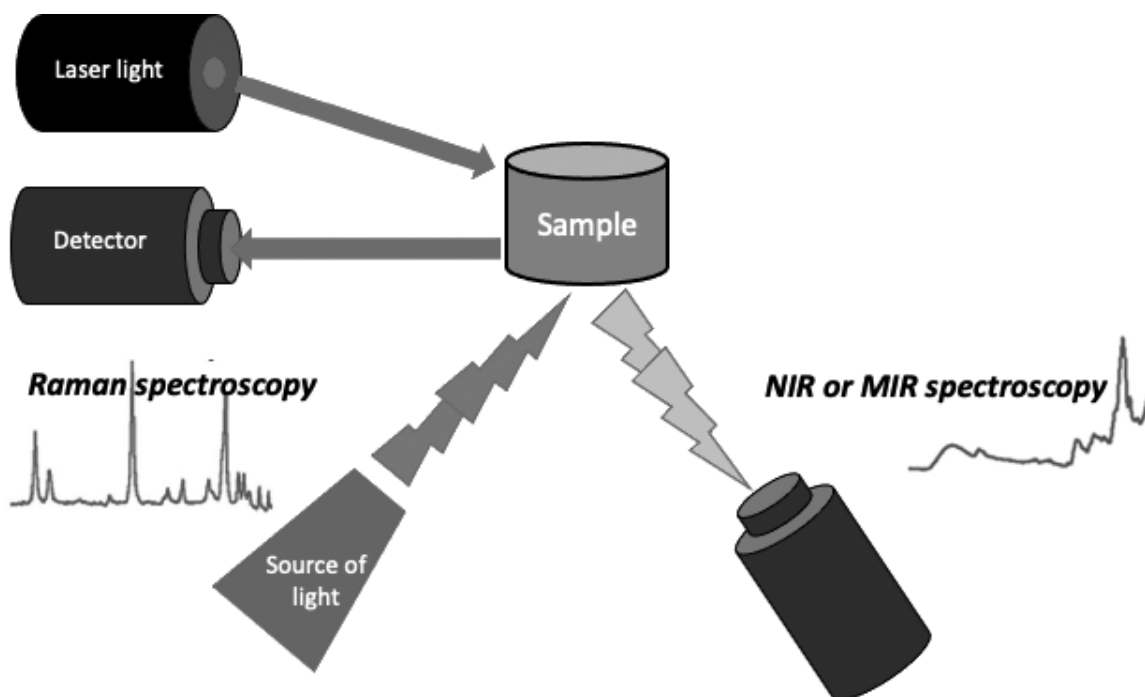 Laser light
Sample
Detector
Raman spectroscopy
NIR or MIR spectroscopy
Source of
light